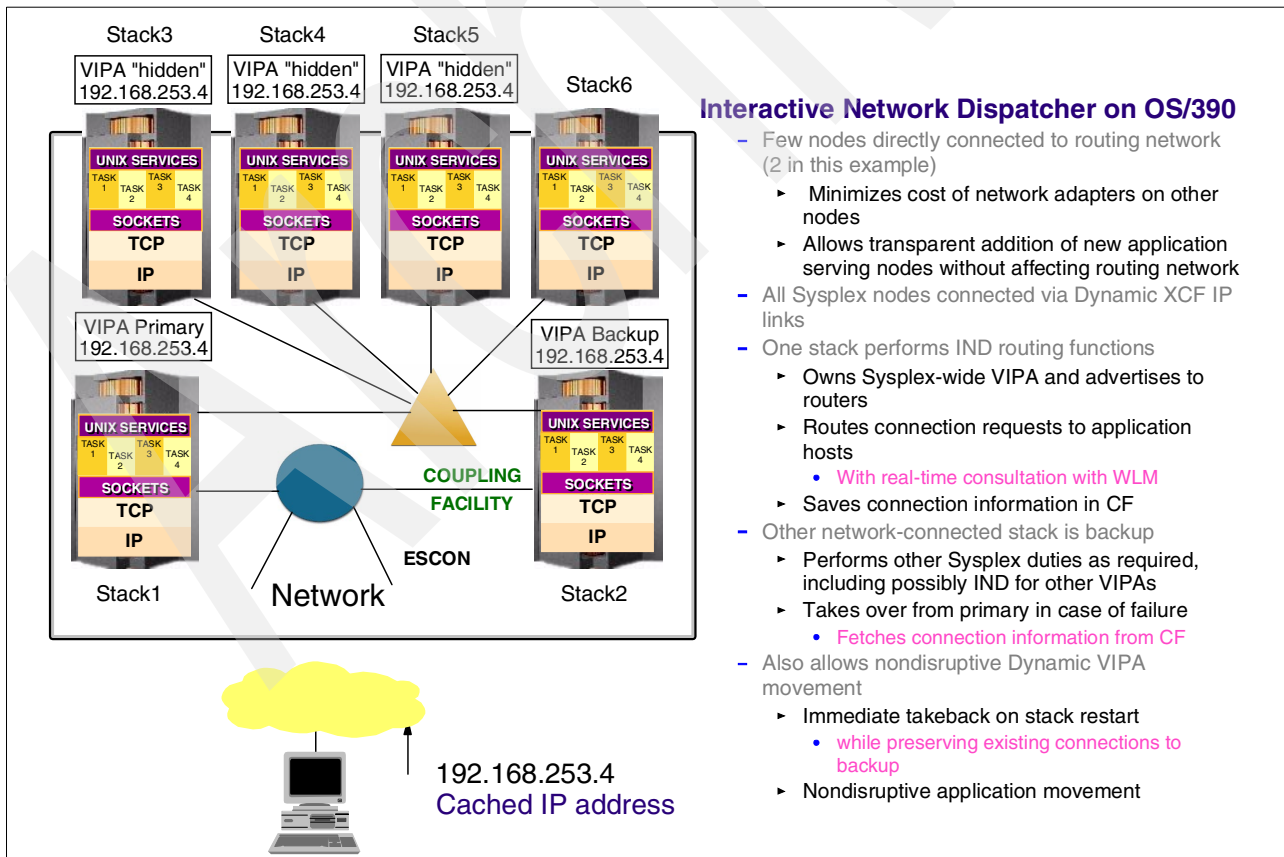 Stack3
Stack4
Stack5
Stack6
VIPA "hidden"
192.168.253.4
VIPA "hidden"
192.168.253.4
VIPA "hidden"
192.168.253.4
UNIX SERVICES
TASK 1
TASK 2
TASK 3
TASK 4
SOCKETS
TCP
IP
UNIX SERVICES
TASK 1
TASK 2
TASK 3
TASK 4
SOCKETS
TCP
IP
UNIX SERVICES
TASK 1
TASK 2
TASK 3
TASK 4
SOCKETS
TCP
IP
UNIX SERVICES
TASK 1
TASK 2
TASK 3
TASK 4
SOCKETS
TCP
IP
VIPA Primary
192.168.253.4
VIPA Backup
192.168.253.4
UNIX SERVICES
TASK 1
TASK 2
TASK 3
TASK 4
SOCKETS
TCP
IP
Stack1
COUPLING
FACILITY
ESCON
Network
UNIX SERVICES
TASK 1
TASK 2
TASK 3
TASK 4
SOCKETS
TCP
IP
Stack2
192.168.253.4
Cached IP address
Interactive Network Dispatcher on OS/390
– Few nodes directly connected to routing network
(2 in this example)
► Minimizes cost of network adapters on other
nodes
► Allows transparent addition of new application
serving nodes without affecting routing network
– All Sysplex nodes connected via Dynamic XCF IP
links
– One stack performs IND routing functions
► Owns Sysplex-wide VIPA and advertises to
routers
► Routes connection requests to application
hosts
• With real-time consultation with WLM
► Saves connection information in CF
– Other network-connected stack is backup
► Performs other Sysplex duties as required,
including possibly IND for other VIPAs
► Takes over from primary in case of failure
• Fetches connection information from CF
– Also allows nondisruptive Dynamic VIPA
movement
► Immediate takeback on stack restart
• while preserving existing connections to
backup
► Nondisruptive application movement